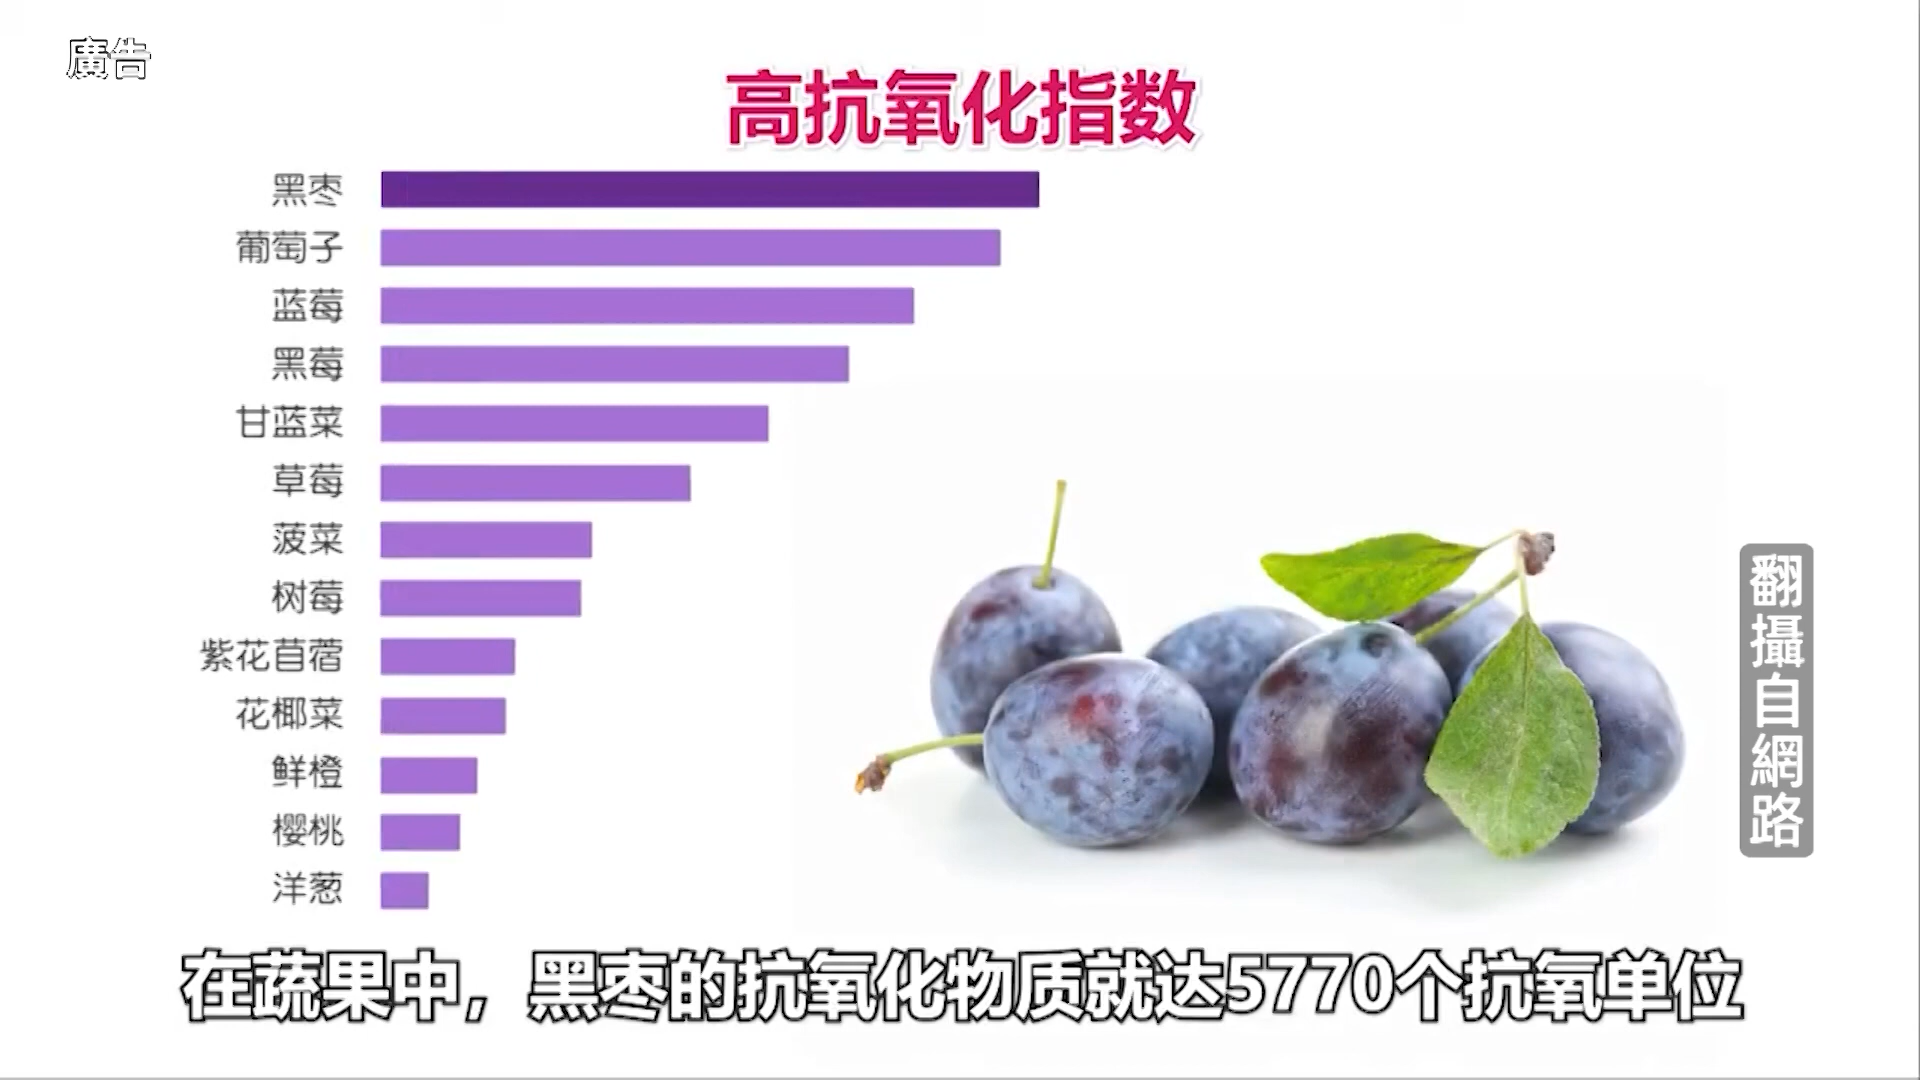 廣告
高抗氧化指数
黑枣
葡萄子
蓝莓
黑莓
甘蓝菜
草莓
菠菜
树莓
紫花苜蓿
花椰菜
鲜橙
樱桃
洋葱
翻攝自網路
在蔬果中，黑枣的抗氧化物质就达5770个抗氧单位